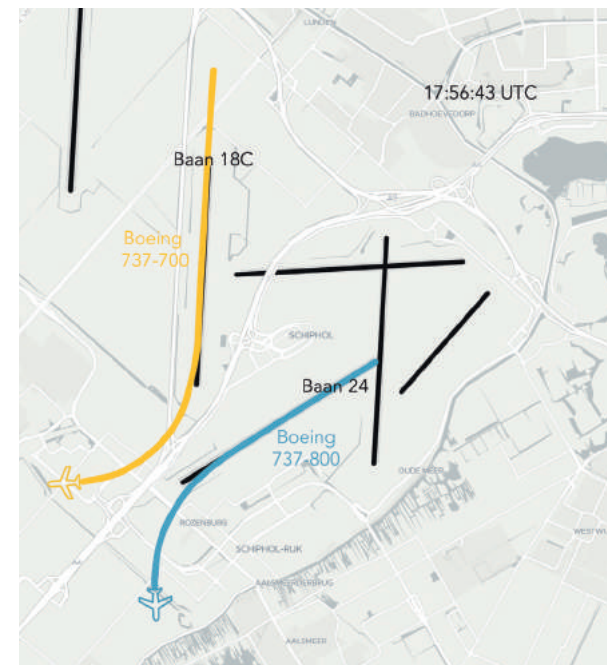 LIJNDEN
17:56:43 UTC
BADHOEVEDORP
Baan 18C
Boeing
737-700
SCHIPHOL
Baan 24
Boeing
737-800
OUDE MEER
ROZENBURG
SCHIPHOL-RIJK
AALSMEERDERBRUG
AALSMEER